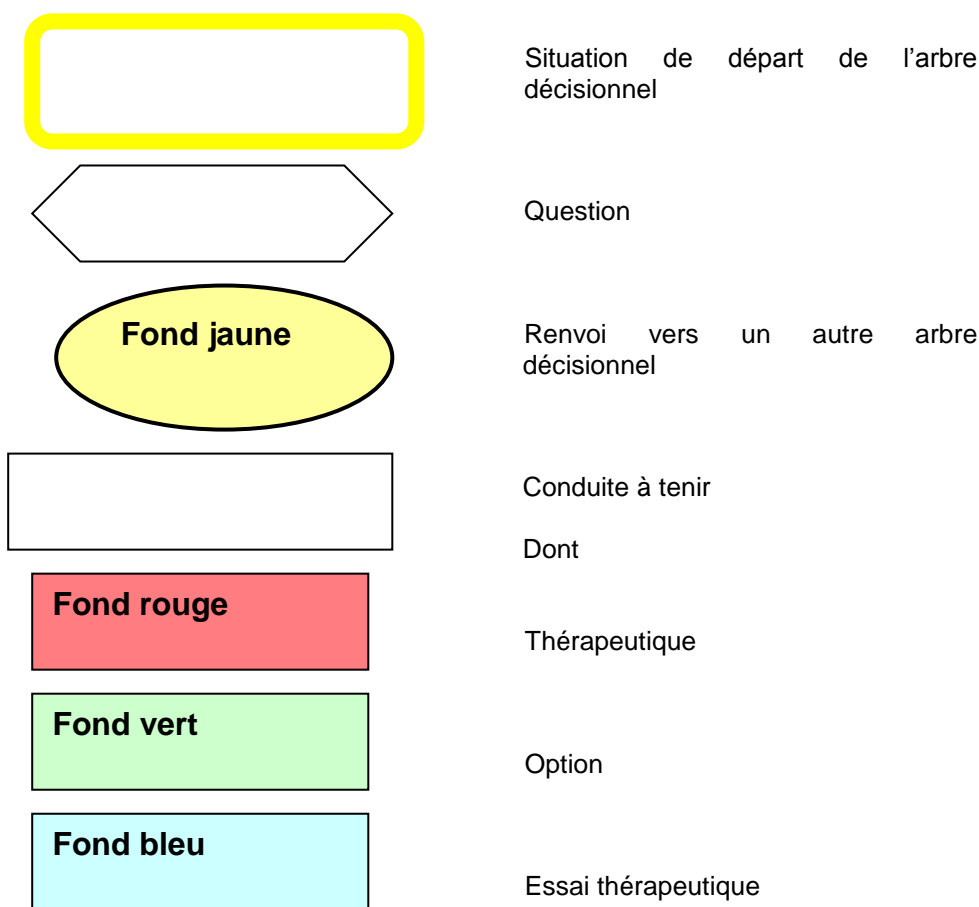 Situation de départ de l'arbre
décisionnel
Question
Fond jaune
Renvoi vers un autre arbre
décisionnel
Conduite à tenir
Dont
Fond rouge
Thérapeutique
Fond vert
Option
Fond bleu
Essai thérapeutique